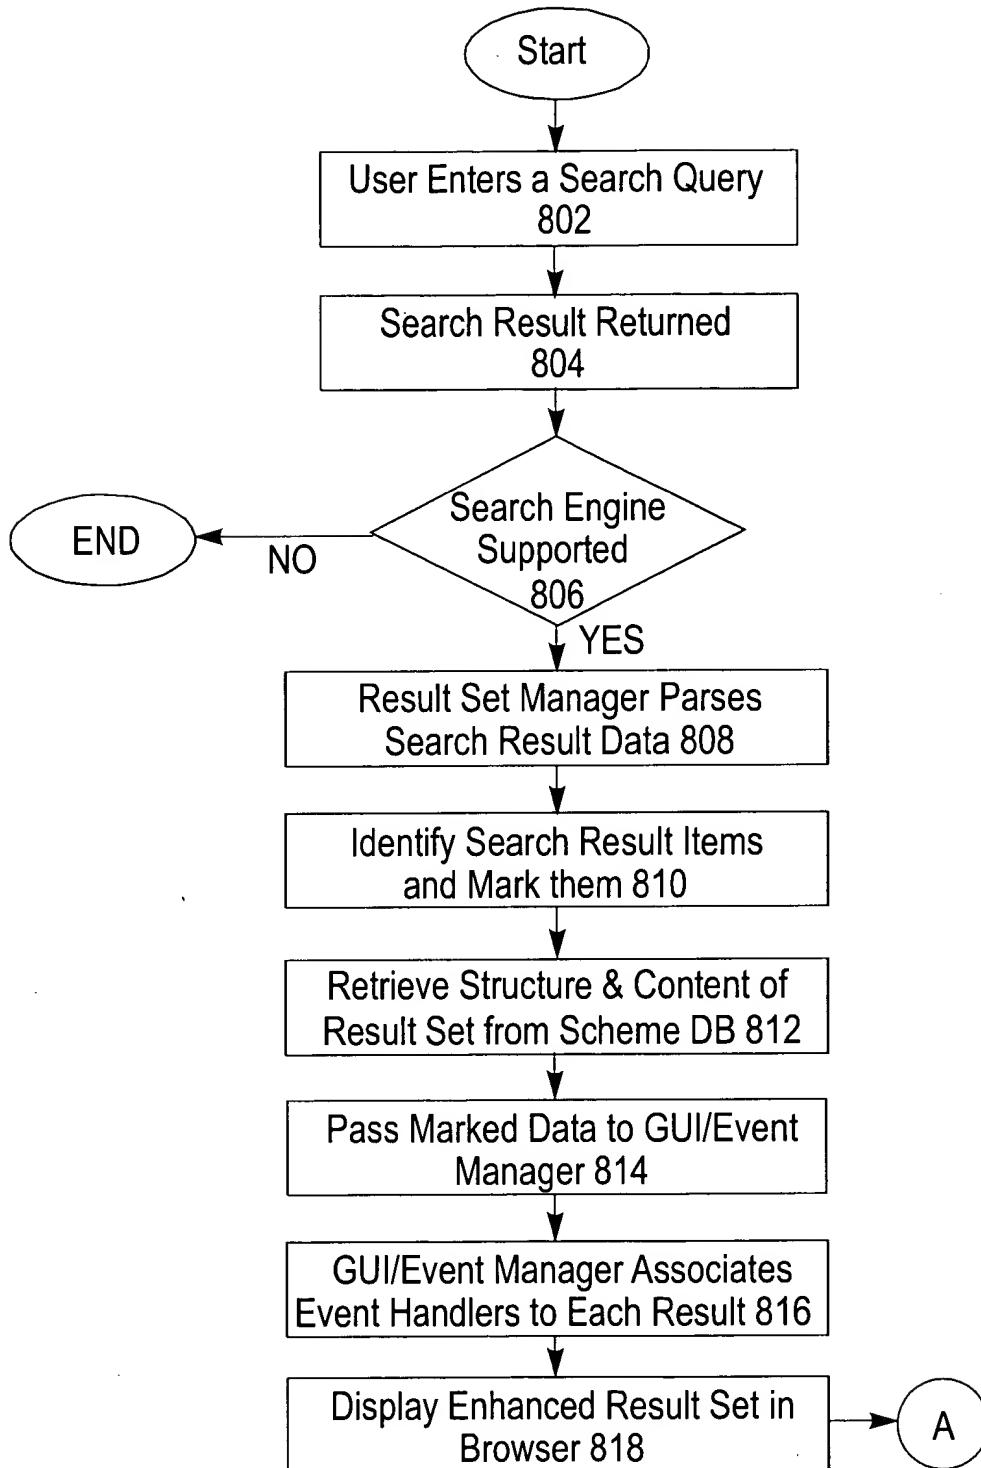 Start
User Enters a Search Query
802
Search Result Returned
804
Search Engine
Supported
806
END
NO
YES
Result Set Manager Parses
Search Result Data 808
Identify Search Result Items
and Mark them 810
Retrieve Structure & Content of
Result Set from Scheme DB 812
Pass Marked Data to GUI/Event
Manager 814
GUI/Event Manager Associates
Event Handlers to Each Result 816
Display Enhanced Result Set in
Browser 818
A